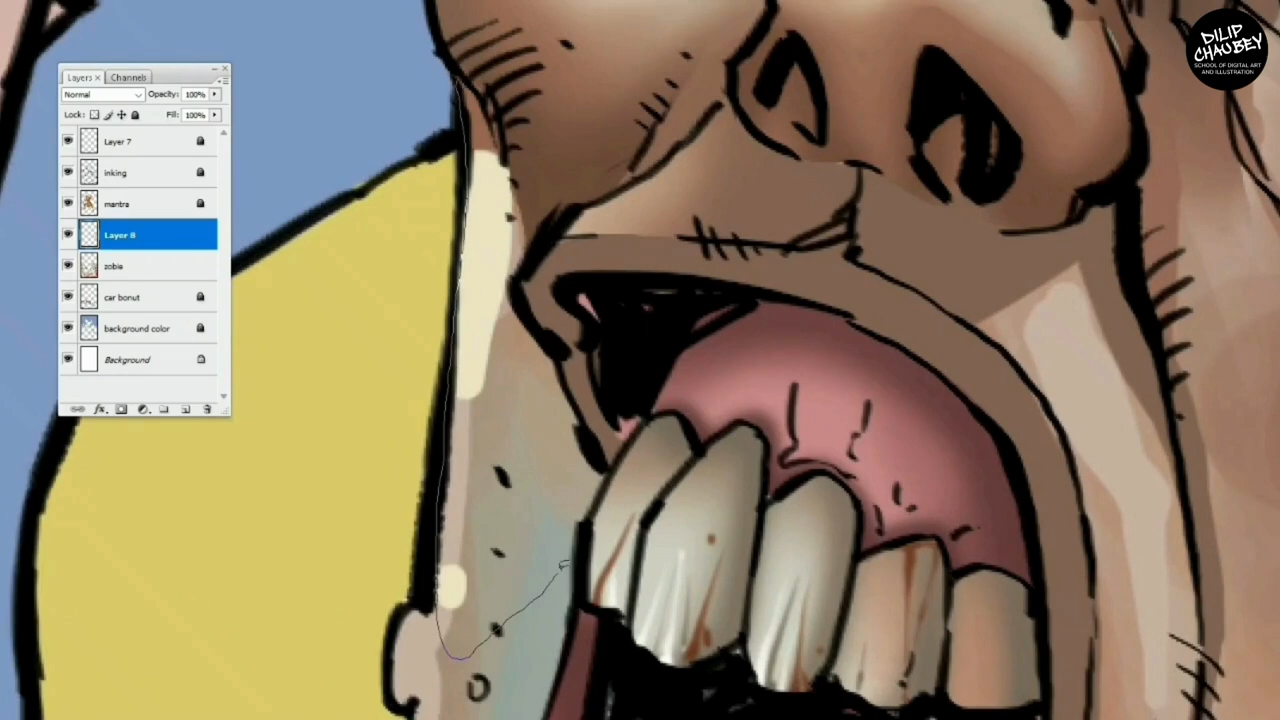 DILIP
CHAUBEY
SCHOOL OF DIGITAL ART
AND ILLUSTRATION
Layers × Channels
Normal Opacity: 100%
Lock: Fill: 100%
Layer 7
inking
mantra
Layer 8
zobie
car bonut
background color
Background